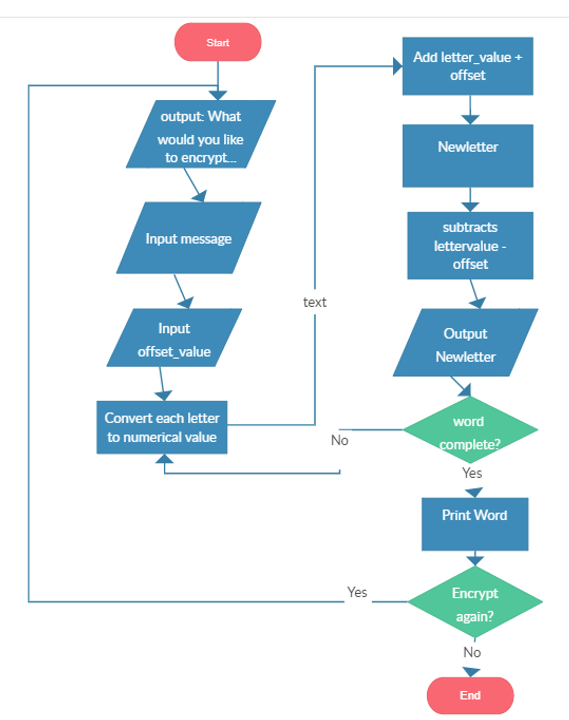 Start
output: What
would you like
to encrypt...
Input message
Input
offset_value
Convert each letter
to numerical value
text
Add letter_value +
offset
Newletter
subtracts
lettervalue -
offset
Output
Newletter
word
complete?
No
Yes
Print Word
Encrypt
again?
Yes
No
End